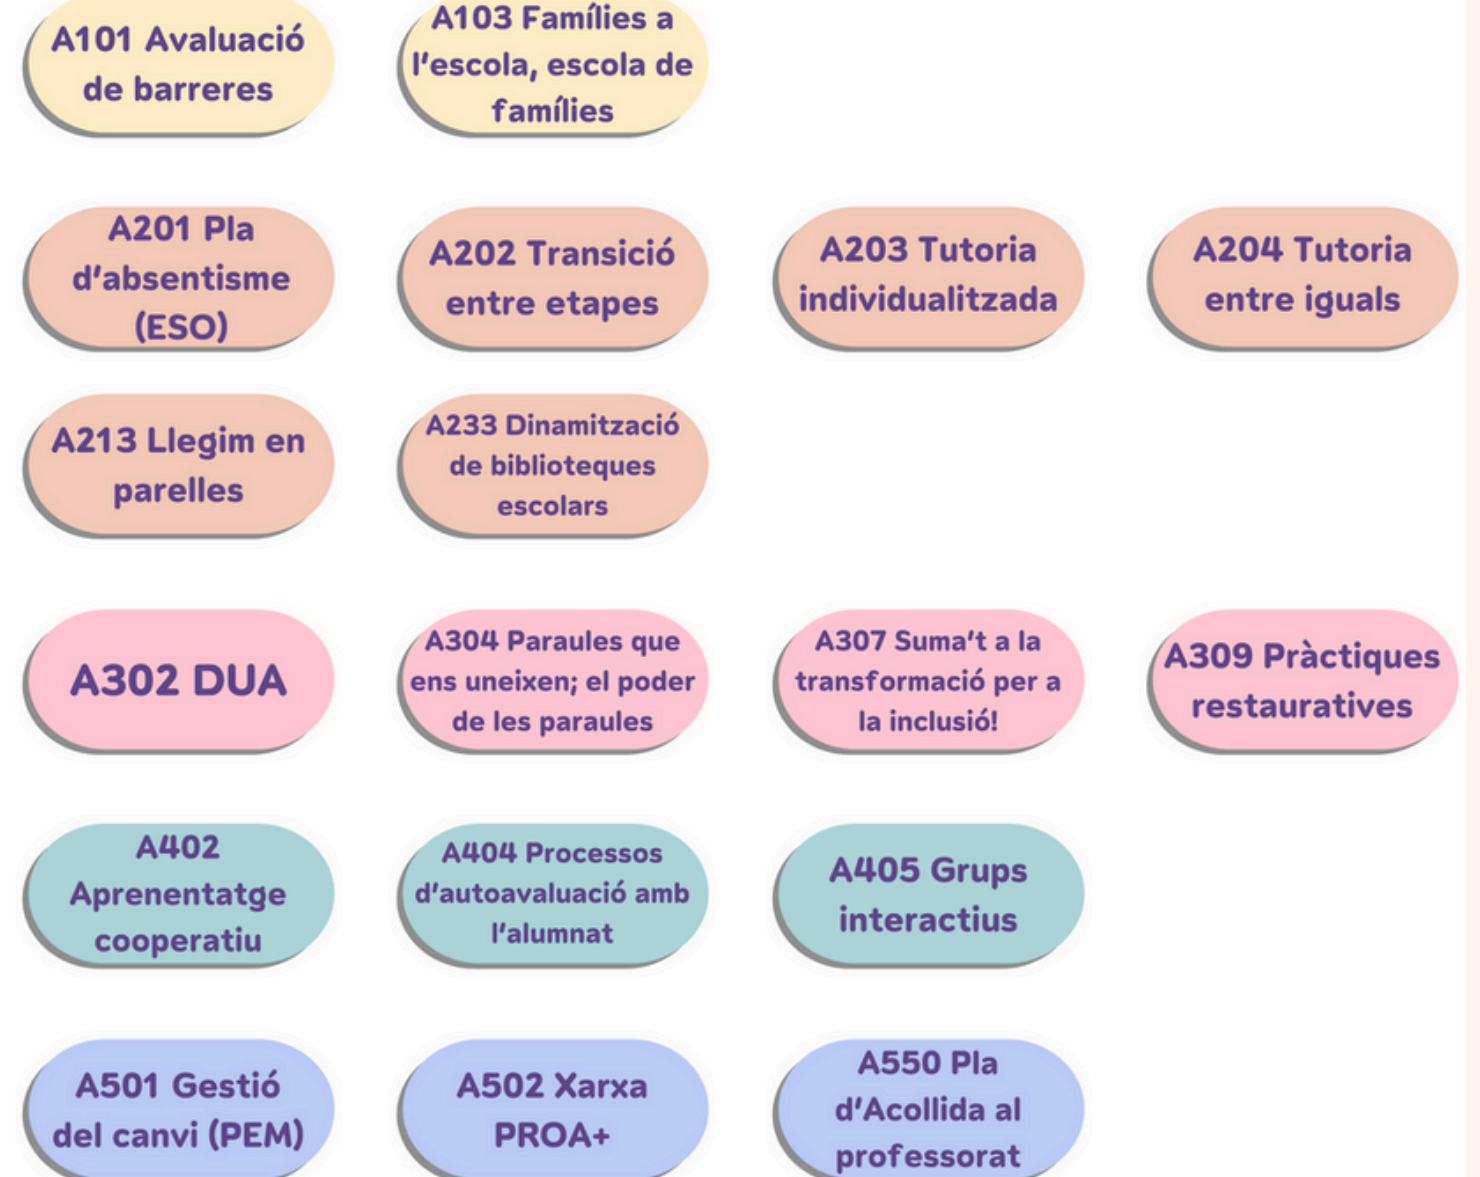 A101 Avaluació
de barreres
A103 Famílies a
l'escola, escola de
famílies
A201 Pla
d'absentisme
(ESO)
A202 Transició
entre etapes
A203 Tutoria
individualitzada
A204 Tutoria
entre iguals
A213 Llegim en
parelles
A233 Dinamització
de biblioteques
escolars
A302 DUA
A304 Paraules que
ens uneixen; el poder
de les paraules
A307 Suma't a la
transformació per a
la inclusió!
A309 Pràctiques
restauratives
A402
Aprenentatge
cooperatiu
A404 Processos
d'autoavaluació amb
l'alumnat
A405 Grups
interactius
A501 Gestió
del canvi (PEM)
A502 Xarxa
PROA+
A550 Pla
d'Acollida al
professorat